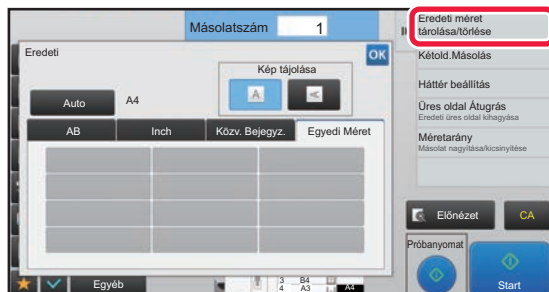 Másolatszám
1
Eredeti
OK
Kép tájolása
A
A
Auto
A4
AB
Inch
Közv. Bejegyz.
Egyedi Méret
Egyéb
3 B4
4 A3
A4
Eredeti méret
tárolása/törlése
Kétold.Másolás
Háttér beállítás
Üres oldal Átugrás
Eredeti üres oldal kihagyása
Méretarány
Másolat nagyítása/kicsinyítése
Előnézet
CA
Próbanyomat
Start